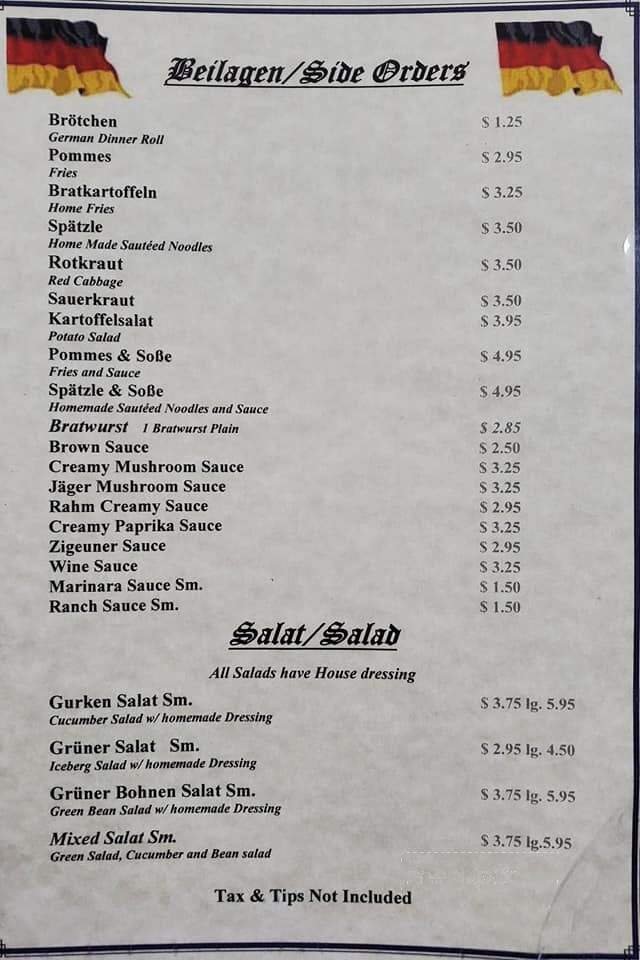 Beilagen/Side Orders
Brötchen $ 1.25
German Dinner Roll
Pommes $ 2.95
Fries
Bratkartoffeln $ 3.25
Home Fries
Spätzle $ 3.50
Home Made Sautéed Noodles
Rotkraut $ 3.50
Red Cabbage
Sauerkraut $ 3.50
Kartoffelsalat $ 3.95
Potato Salad
Pommes & Soße $ 4.95
Fries and Sauce
Spätzle & Soße $ 4.95
Homemade Sautéed Noodles and Sauce
Bratwurst 1 Bratwurst Plain $ 2.85
Brown Sauce $ 2.50
Creamy Mushroom Sauce $ 3.25
Jäger Mushroom Sauce $ 3.25
Rahm Creamy Sauce $ 2.95
Creamy Paprika Sauce $ 3.25
Zigeuner Sauce $ 2.95
Wine Sauce $ 3.25
Marinara Sauce Sm. $ 1.50
Ranch Sauce Sm. $ 1.50
Salat/Salad
All Salads have House dressing
Gurken Salat Sm. $ 3.75 lg. 5.95
Cucumber Salad w/ homemade Dressing
Grüner Salat Sm. $ 2.95 lg. 4.50
Iceberg Salad w/ homemade Dressing
Grüner Bohnen Salat Sm. $ 3.75 lg. 5.95
Green Bean Salad w/ homemade Dressing
Mixed Salat Sm. $ 3.75 lg.5.95
Green Salad, Cucumber and Bean salad
Tax & Tips Not Included